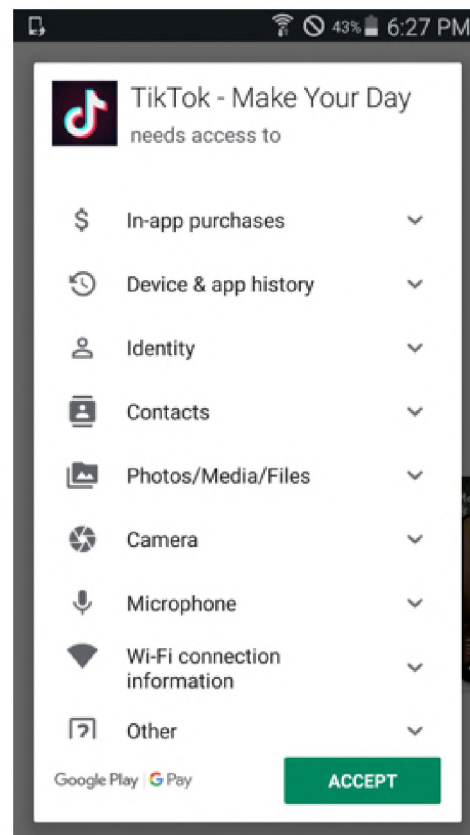 43% 6:27 PM
TikTok - Make Your Day
needs access to
$ In-app purchases
Device & app history
Identity
Contacts
Photos/Media/Files
Camera
Microphone
Wi-Fi connection
information
? Other
Google Play | G Pay
ACCEPT